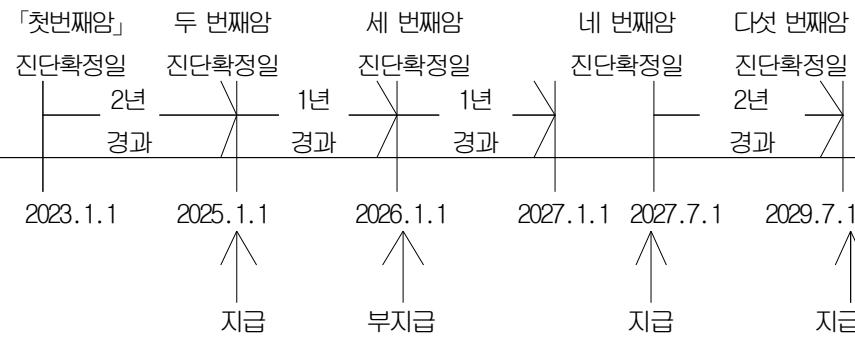 「첫번째암」 두 번째암 세 번째암 네 번째암 다섯 번째암
진단확정일 진단확정일 진단확정일 진단확정일 진단확정일
2년 1년 1년 2년
경과 경과 경과 경과
2023.1.1 2025.1.1 2026.1.1 2027.1.1 2027.7.1 2029.7.1
지급 부지급 지급 지급